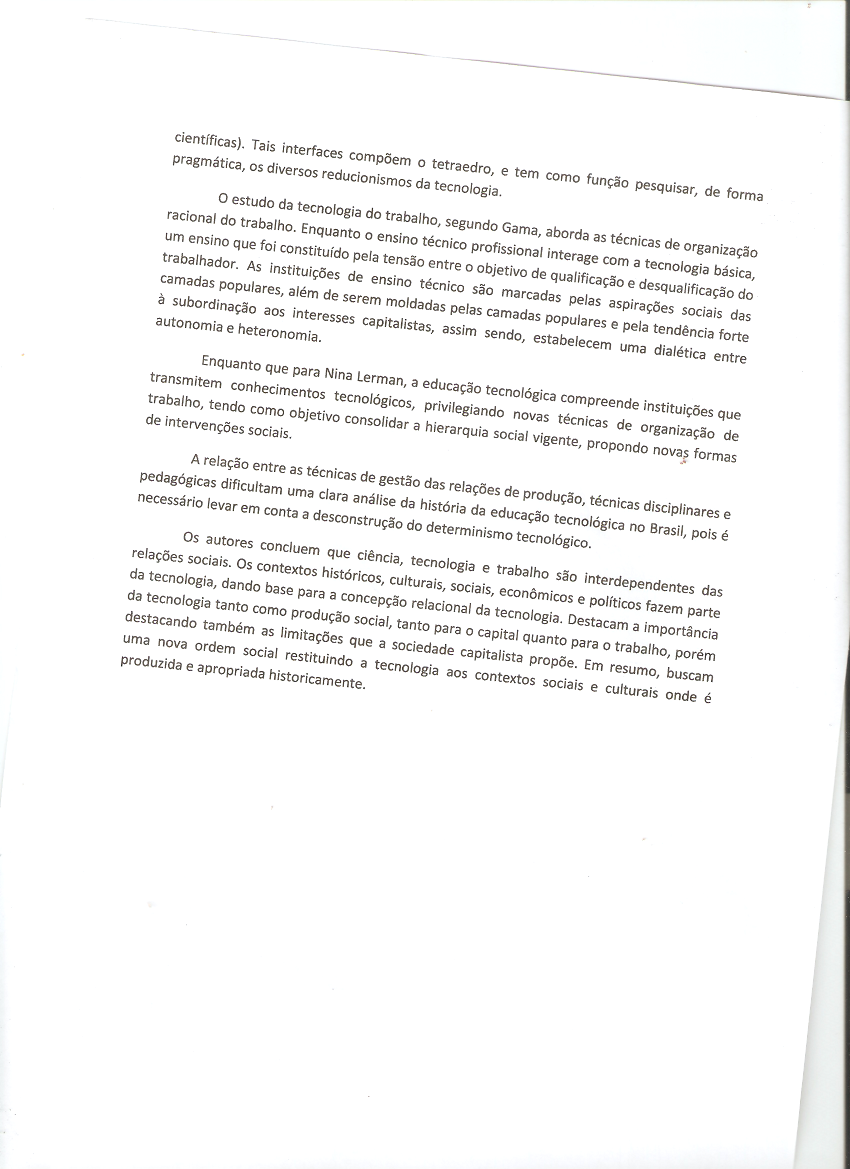 científicas). Tais interfaces compõem o tetraedro, e tem como função pesquisar, de forma
pragmática, os diversos reducionismos da tecnologia.
O estudo da tecnologia do trabalho, segundo Gama, aborda as técnicas de organização
racional do trabalho. Enquanto o ensino técnico profissional interage com a tecnologia básica,
um ensino que foi constituído pela tensão entre o objetivo de qualificação e desqualificação do
trabalhador. As instituições de ensino técnico são marcadas pelas aspirações sociais das
camadas populares, além de serem moldadas pelas camadas populares e pela tendência forte
à subordinação aos interesses capitalistas, assim sendo, estabelecem uma dialética entre
autonomia e heteronomia.
Enquanto que para Nina Lerman, a educação tecnológica compreende instituições que
transmitem conhecimentos tecnológicos, privilegiando novas técnicas de organização de
trabalho, tendo como objetivo consolidar a hierarquia social vigente, propondo novas formas
de intervenções sociais.
A relação entre as técnicas de gestão das relações de produção, técnicas disciplinares e
pedagógicas dificultam uma clara análise da história da educação tecnológica no Brasil, pois é
necessário levar em conta a desconstrução do determinismo tecnológico.
Os autores concluem que ciência, tecnologia e trabalho são interdependentes das
relações sociais. Os contextos históricos, culturais, sociais, econômicos e políticos fazem parte
da tecnologia, dando base para a concepção relacional da tecnologia. Destacam a importância
da tecnologia tanto como produção social, tanto para o capital quanto para o trabalho, porém
destacando também as limitações que a sociedade capitalista propõe. Em resumo, buscam
uma nova ordem social restituindo a tecnologia aos contextos sociais e culturais onde é
produzida e apropriada historicamente.